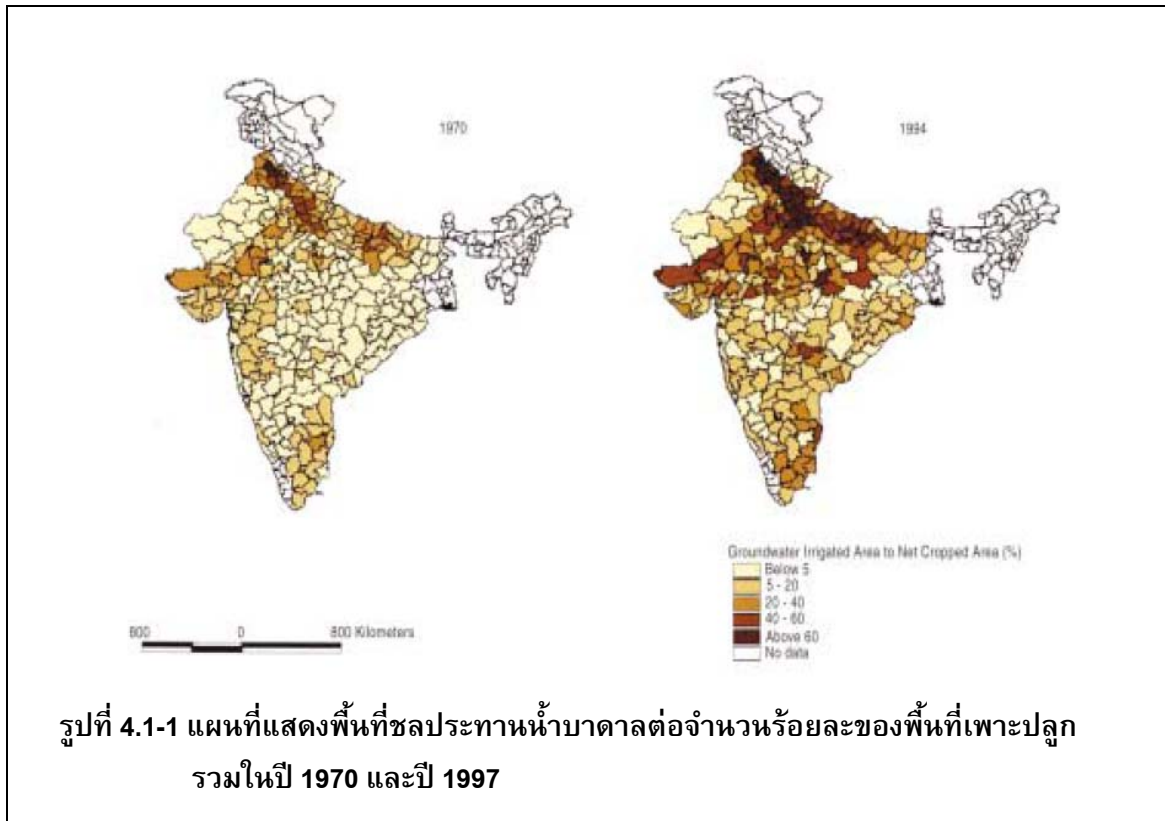 1970
1994
Groundwater Irrigated Area to Net Cropped Area (%)
Below 5
5 - 20
20 - 40
40 - 60
Above 60
No data
800 0 800 Kilometers
รูปที่ 4.1-1 แผนที่แสดงพื้นที่ชลประทานน้ำบาดาลต่อจำนวนร้อยละของพื้นที่เพาะปลูก
รวมในปี 1970 และปี 1997